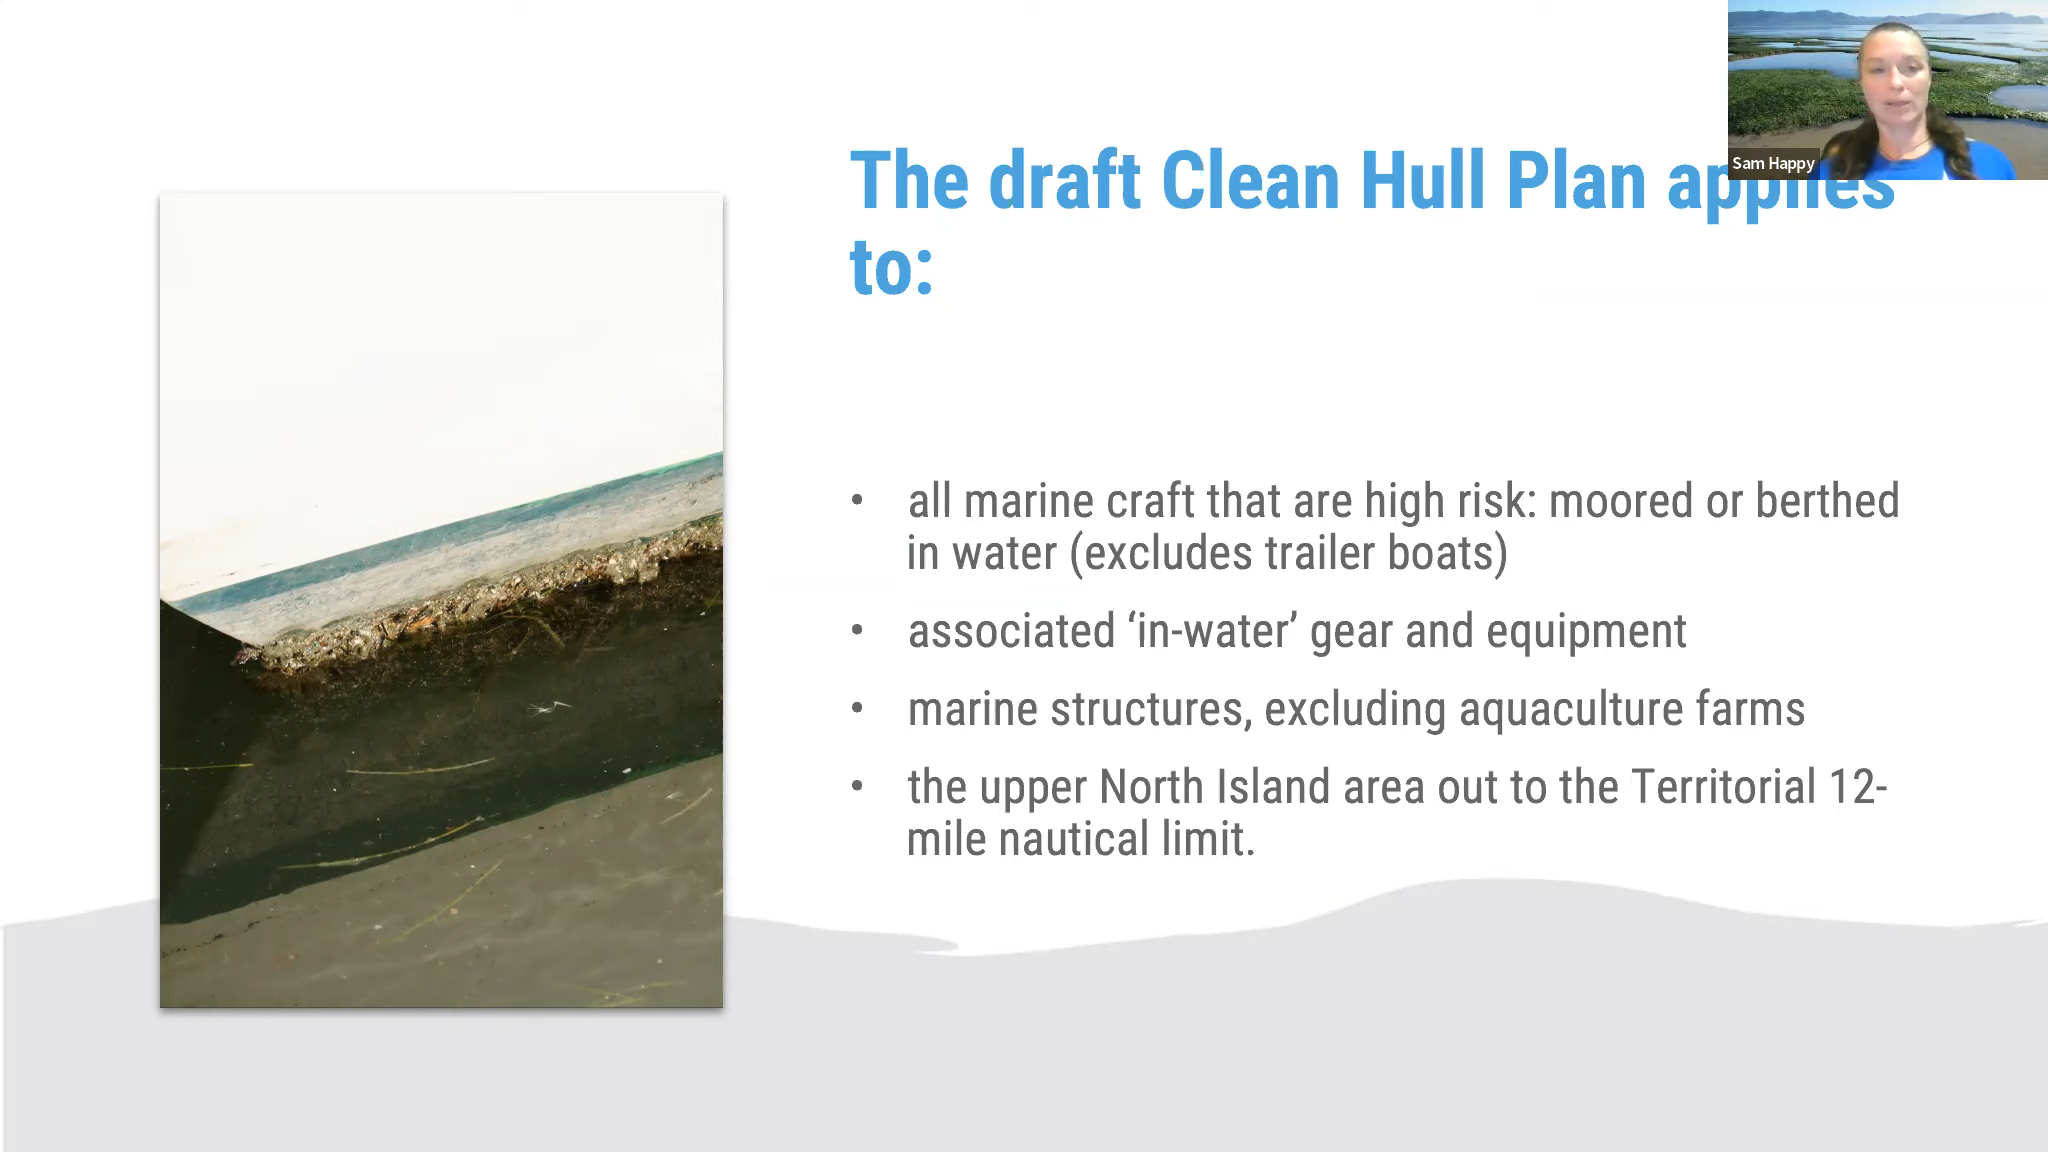 The draft Clean Hull Plan applies
to:
Sam Happy
• all marine craft that are high risk: moored or berthed
in water (excludes trailer boats)
• associated ‘in-water’ gear and equipment
• marine structures, excluding aquaculture farms
• the upper North Island area out to the Territorial 12-
mile nautical limit.